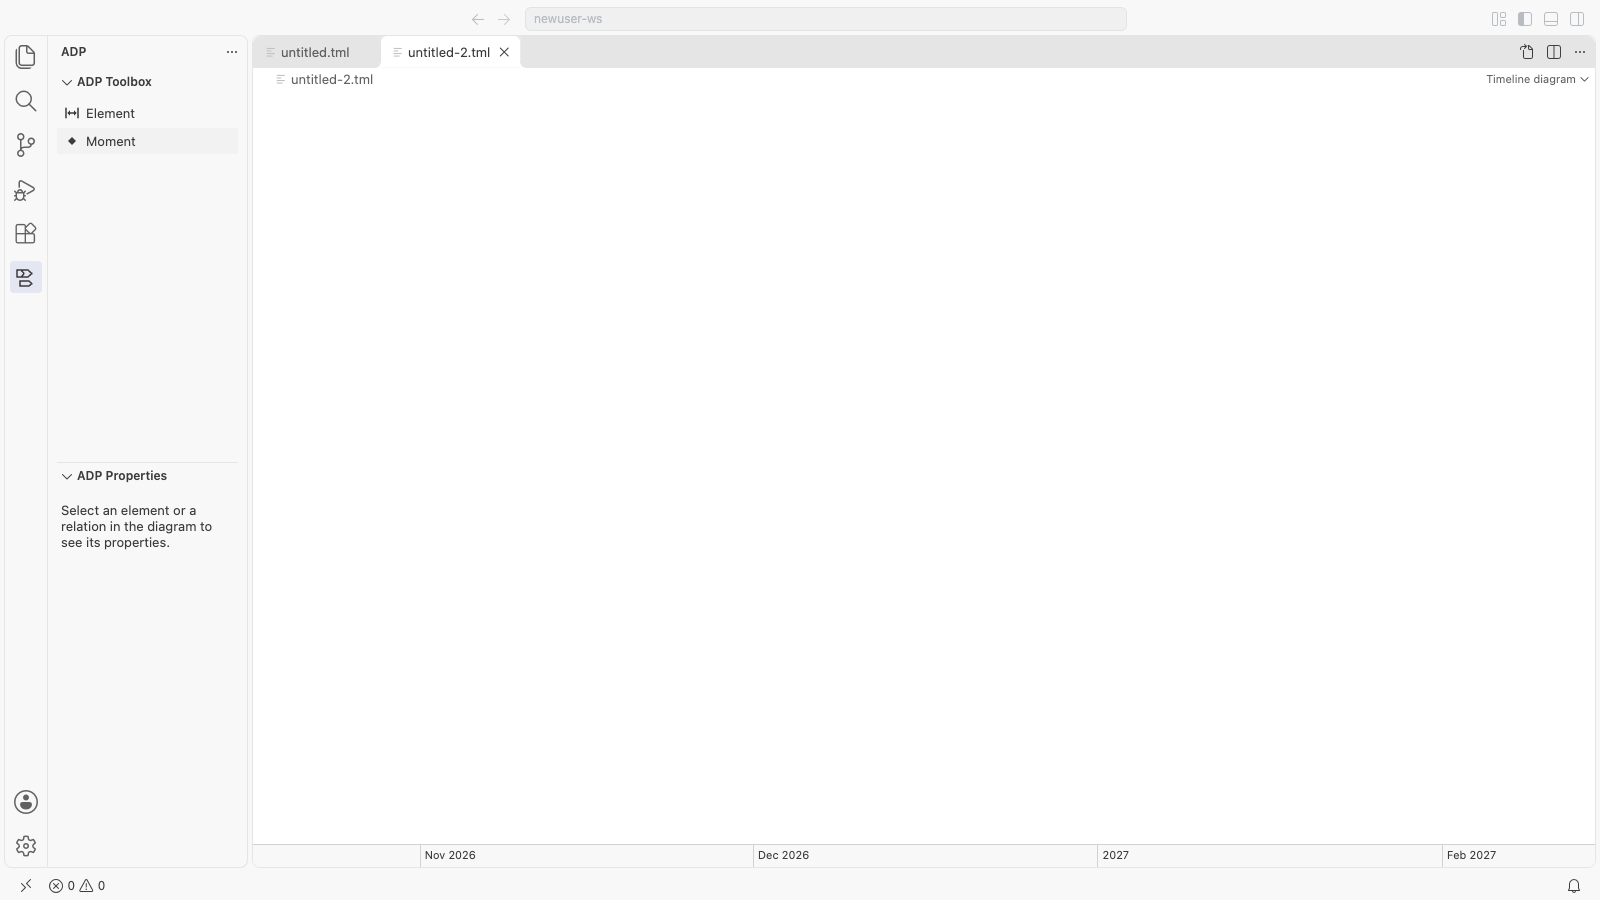 newuser-ws
ADP
untitled.tml
untitled-2.tml
ADP Toolbox
untitled-2.tml
Timeline diagram
Element
Moment
ADP Properties
Select an element or a
relation in the diagram to
see its properties.
Nov 2026
Dec 2026
2027
Feb 2027
0
0